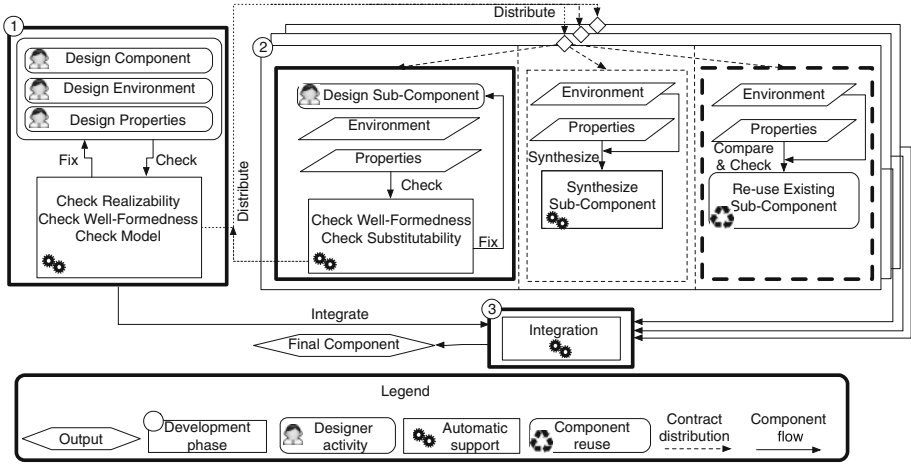 Distribute
1
Design Component
Design Environment
Design Properties
Fix
Check
Check Realizability
Check Well-Formedness
Check Model
Distribute
2
Design Sub-Component
Environment
Properties
Check
Check Well-Formedness
Check Substitutability
Fix
Environment
Properties
Synthesize
Synthesize
Sub-Component
Environment
Properties
Compare
& Check
Re-use Existing
Sub-Component
Integrate
3
Integration
Final Component
Legend
Output
Development
phase
Designer
activity
Automatic
support
Component
reuse
Contract
distribution
Component
flow